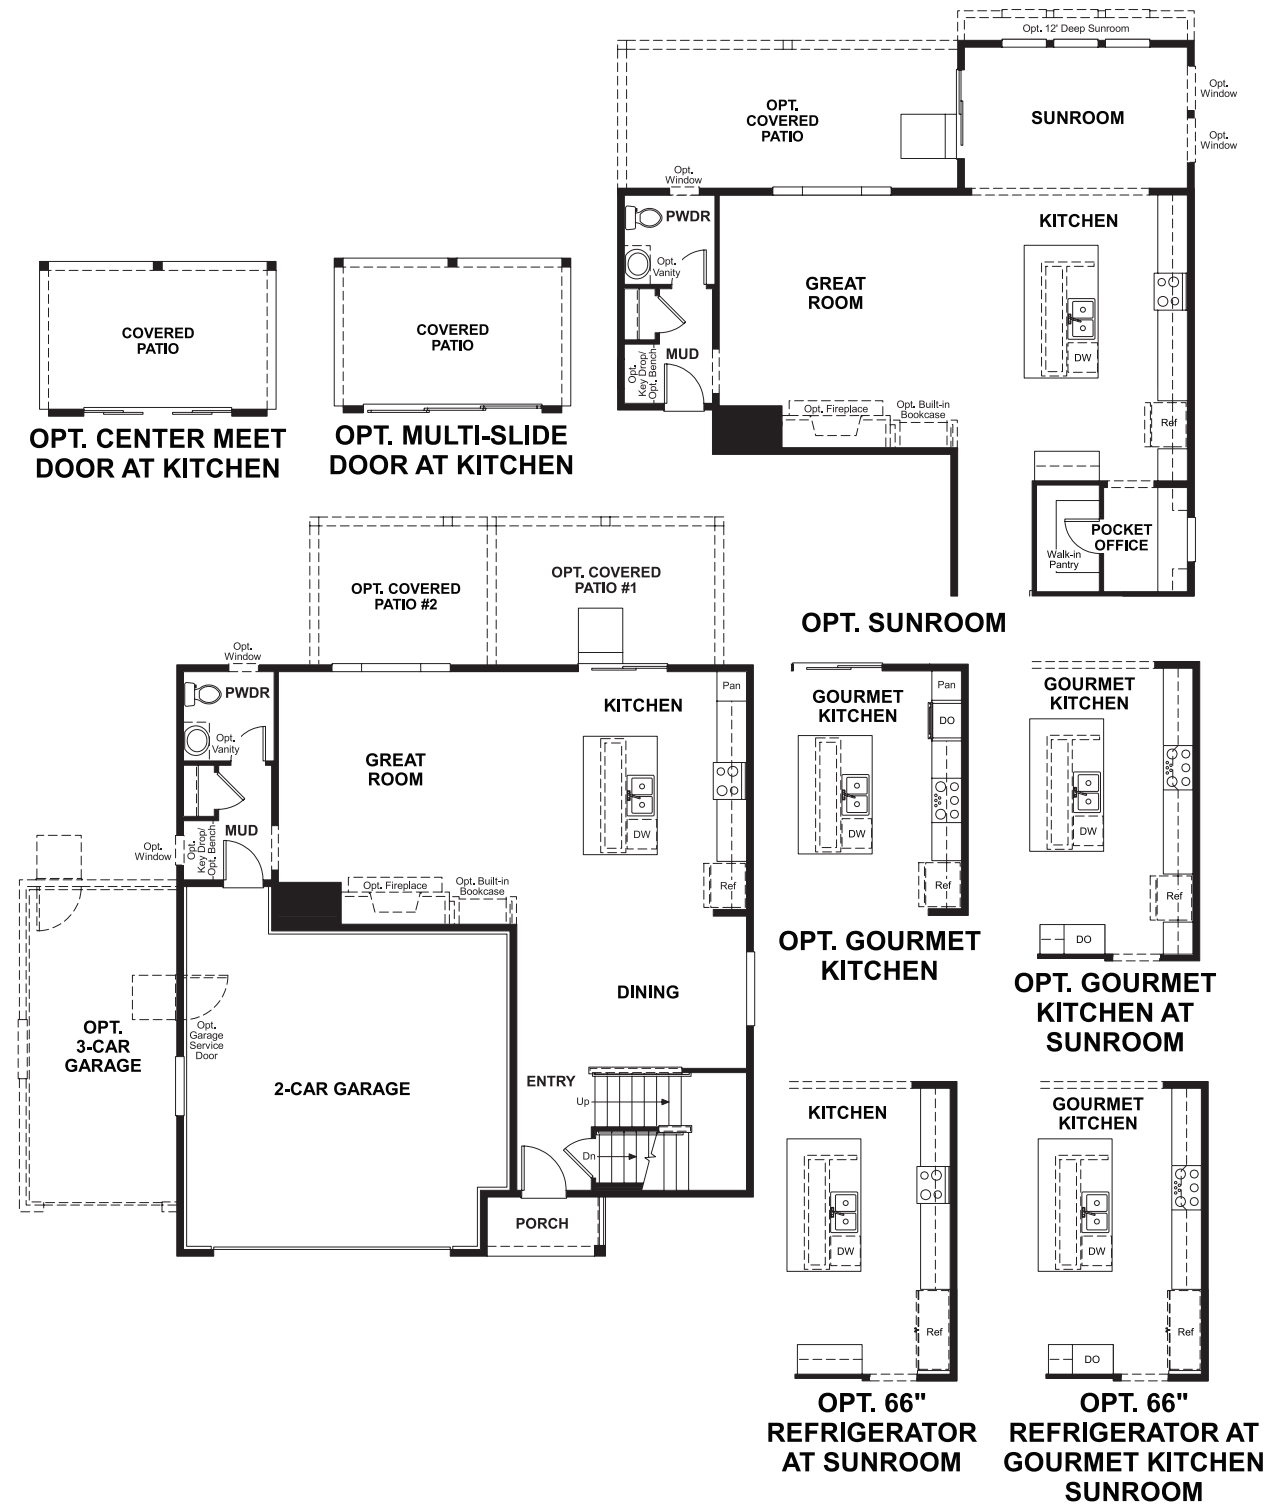 Opt. 12' Deep Sunroom
Opt.
Window
Opt.
Window
OPT.
COVERED
PATIO
SUNROOM
Opt.
Window
PWDR
KITCHEN
Opt.
Vanity
GREAT
ROOM
MUD
DW
Opt.
Key Drop/
Opt. Bench
Opt. Fireplace
Opt. Built-in
Bookcase
Ref
POCKET
OFFICE
Walk-in
Pantry
OPT. SUNROOM
COVERED
PATIO
OPT. CENTER MEET
DOOR AT KITCHEN
COVERED
PATIO
OPT. MULTI-SLIDE
DOOR AT KITCHEN
OPT. COVERED
PATIO #2
OPT. COVERED
PATIO #1
Opt.
Window
PWDR
KITCHEN
Pan
Opt.
Vanity
GREAT
ROOM
MUD
DW
Opt.
Window
Opt.
Key Drop/
Opt. Bench
Opt. Fireplace
Opt. Built-in
Bookcase
Ref
DINING
OPT.
3-CAR
GARAGE
Opt.
Garage
Service
Door
2-CAR GARAGE
ENTRY
Up
Dn
PORCH
GOURMET
KITCHEN
Pan
DO
DW
Ref
OPT. GOURMET
KITCHEN
GOURMET
KITCHEN
DW
Ref
DO
OPT. GOURMET
KITCHEN AT
SUNROOM
KITCHEN
DW
Ref
OPT. 66"
REFRIGERATOR
AT SUNROOM
GOURMET
KITCHEN
DW
Ref
DO
OPT. 66"
REFRIGERATOR AT
GOURMET KITCHEN
SUNROOM